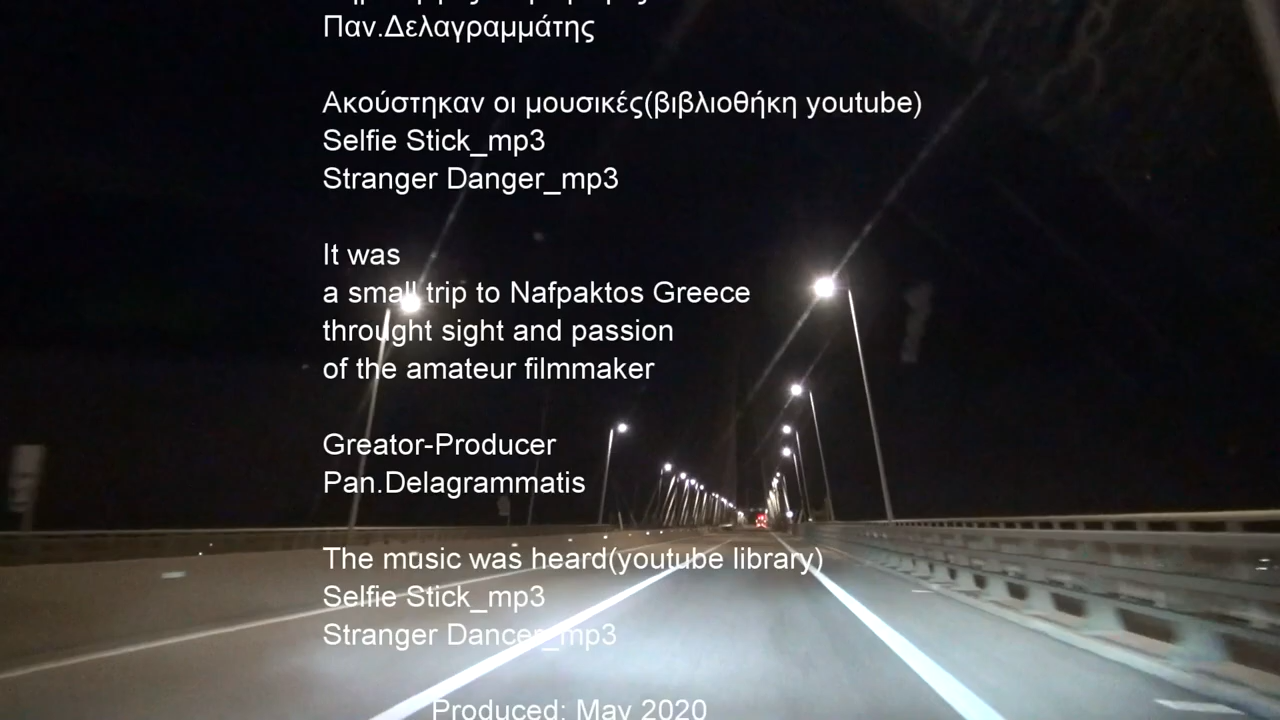 Παν.Δελαγραμμάτης
Ακούστηκαν οι μουσικές(βιβλιοθήκη youtube)
Selfie Stick_mp3
Stranger Danger_mp3
It was
a small trip to Nafpaktos Greece
throught sight and passion
of the amateur filmmaker
Greator-Producer
Pan.Delagrammatis
The music was heard(youtube library)
Selfie Stick_mp3
Stranger Dancer_mp3
Produced: May 2020